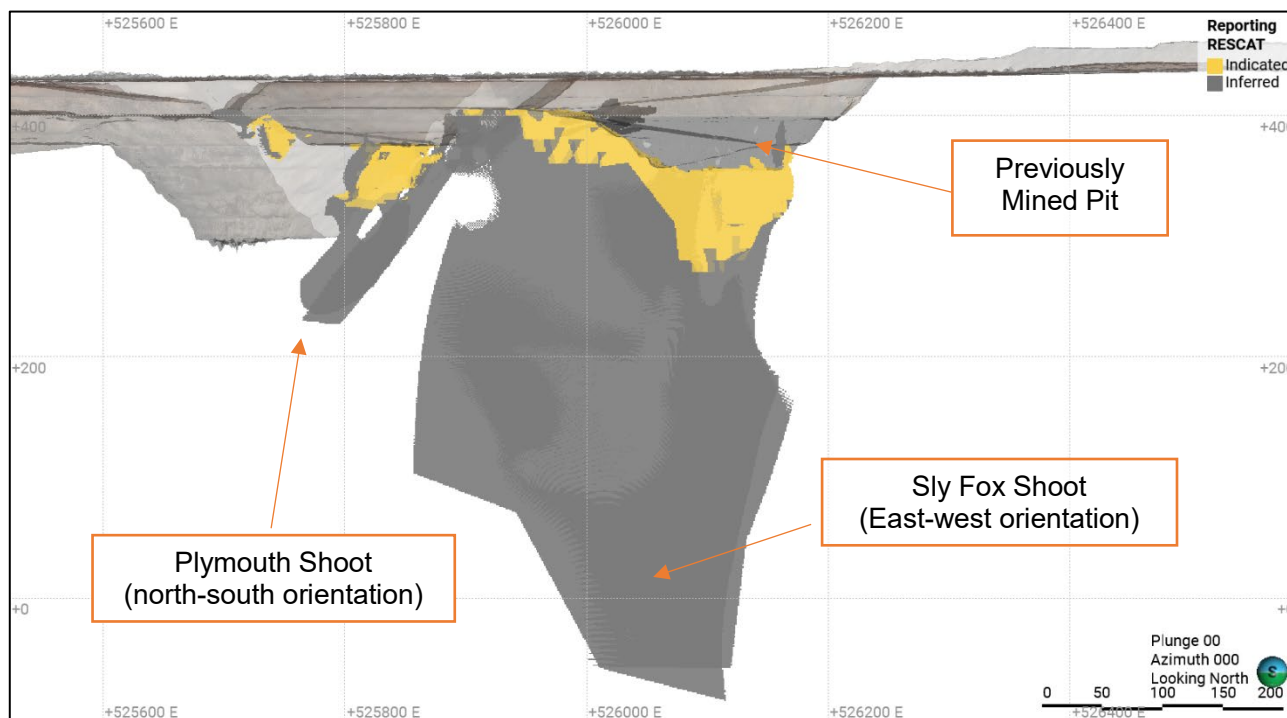 +525600 E
+525800 E
+526000 E
+526200 E
+526400 E
Reporting
RESCAT
Indicated
Inferred
+400
+40
Previously
Mined Pit
+200
+20
Sly Fox Shoot
(East-west orientation)
Plymouth Shoot
(north-south orientation)
+0
+0
Plunge 00
Azimuth 000
Looking North
S
0 50 100 150 200
+525600 E
+525800 E
+526000 E
+526200 E
+526400 E